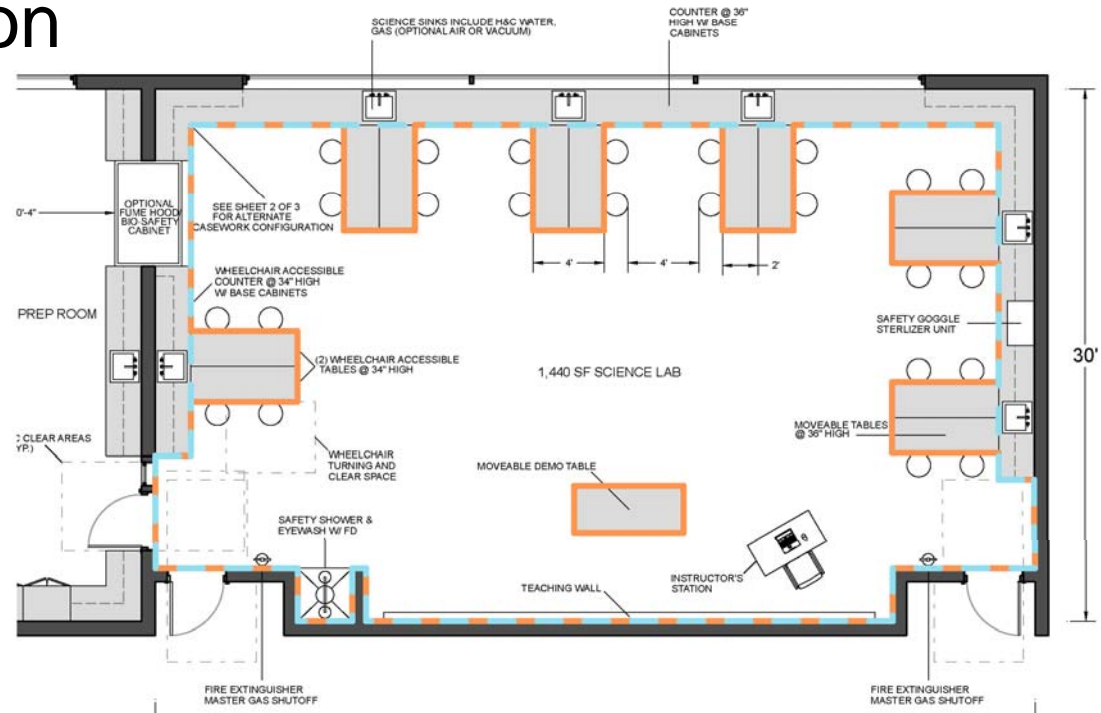 on
SCIENCE SINKS INCLUDE H&C WATER,
GAS (OPTIONAL AIR OR VACUUM)
COUNTER @ 36"
HIGH W/ BASE
CABINETS
OPTIONAL
FUME HOOD/
BIO-SAFETY
CABINET
0'-4"
SEE SHEET 2 OF 3
FOR ALTERNATE
CASEWORK CONFIGURATION
WHEELCHAIR ACCESSIBLE
COUNTER @ 34" HIGH
W/ BASE CABINETS
4'
4'
2'
PREP ROOM
SAFETY GOGGLE
STERLIZER UNIT
30'
(2) WHEELCHAIR ACCESSIBLE
TABLES @ 34" HIGH
1,440 SF SCIENCE LAB
MOVEABLE TABLES
@ 36" HIGH
C CLEAR AREAS
YP.)
WHEELCHAIR
TURNING AND
CLEAR SPACE
MOVEABLE DEMO TABLE
SAFETY SHOWER &
EYEWASH W/ FD
INSTRUCTOR'S
STATION
TEACHING WALL
FIRE EXTINGUISHER
MASTER GAS SHUTOFF
FIRE EXTINGUISHER
MASTER GAS SHUTOFF